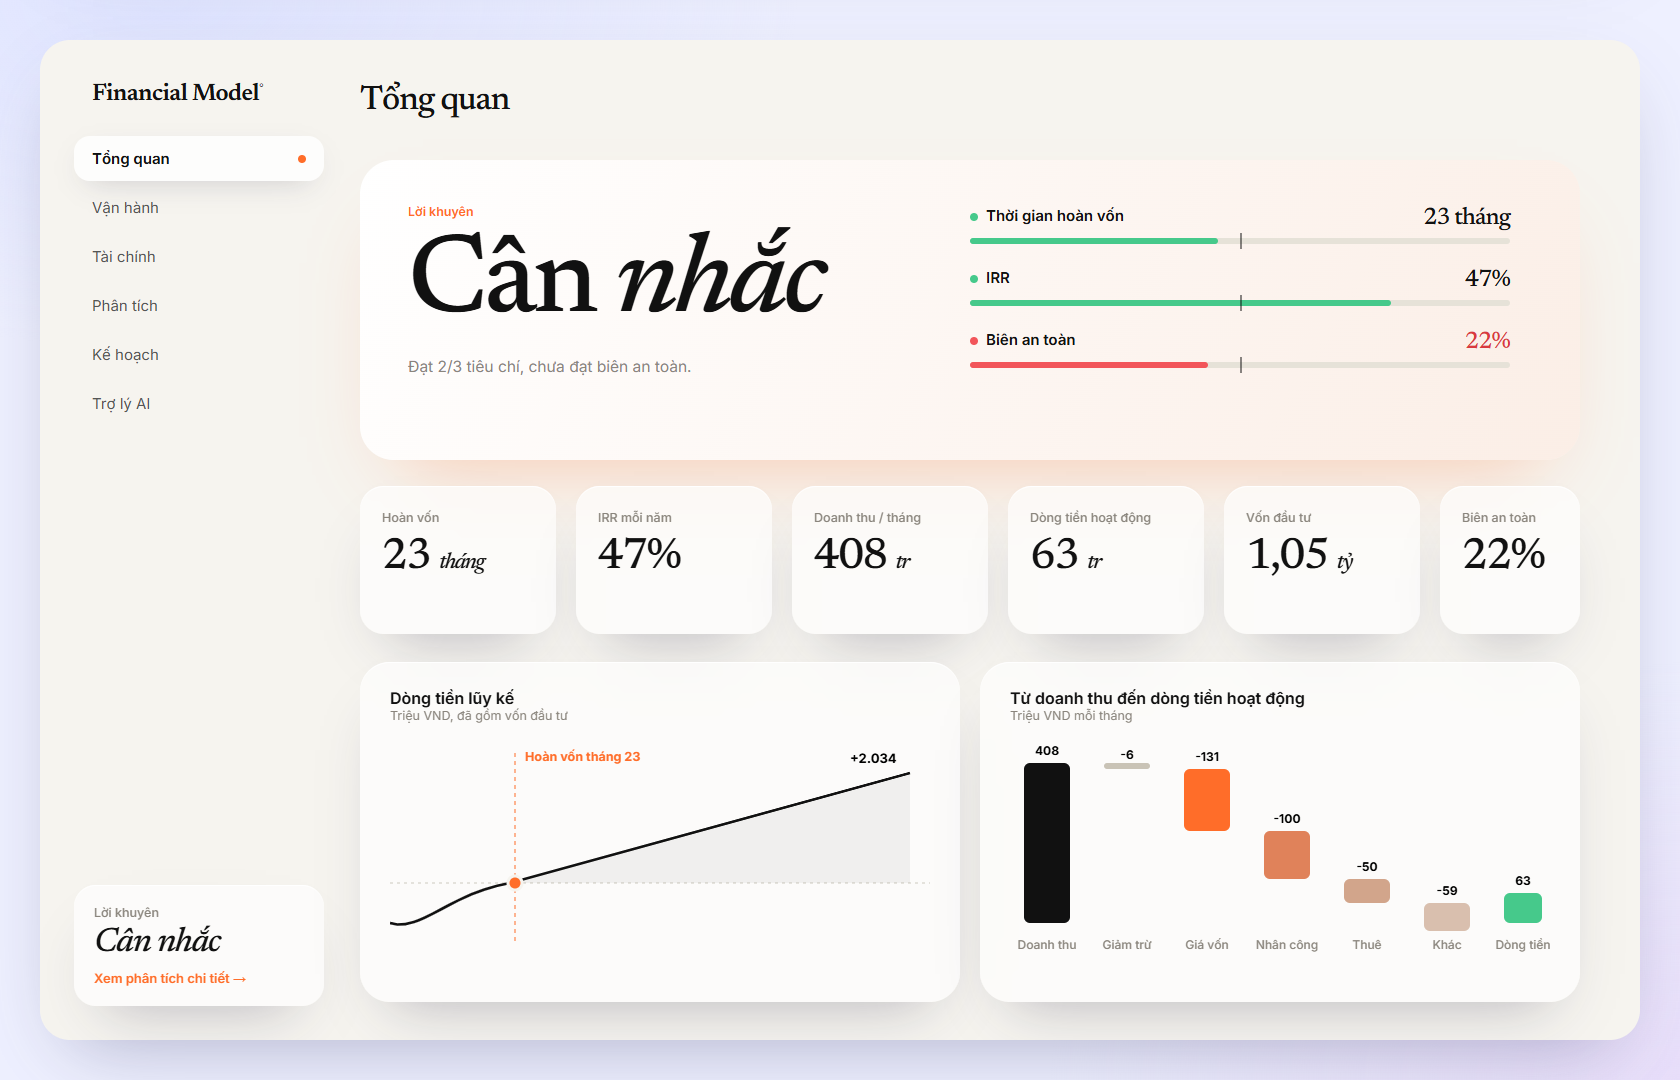 Financial Model°
Tổng quan
Vận hành
Tài chính
Phân tích
Kế hoạch
Trợ lý AI
Lời khuyên
Cân nhắc
Xem phân tích chi tiết →
Tổng quan
Lời khuyên
Cân nhắc
Đạt 2/3 tiêu chí, chưa đạt biên an toàn.
Thời gian hoàn vốn 23 tháng
IRR 47%
Biên an toàn 22%
Hoàn vốn
23 tháng
IRR mỗi năm
47%
Doanh thu / tháng
408 tr
Dòng tiền hoạt động
63 tr
Vốn đầu tư
1,05 tỷ
Biên an toàn
22%
Dòng tiền lũy kế
Triệu VND, đã gồm vốn đầu tư
Hoàn vốn tháng 23
+2.034
Từ doanh thu đến dòng tiền hoạt động
Triệu VND mỗi tháng
408
-6
-131
-100
-50
-59
63
Doanh thu Giảm trừ Giá vốn Nhân công Thuê Khác Dòng tiền